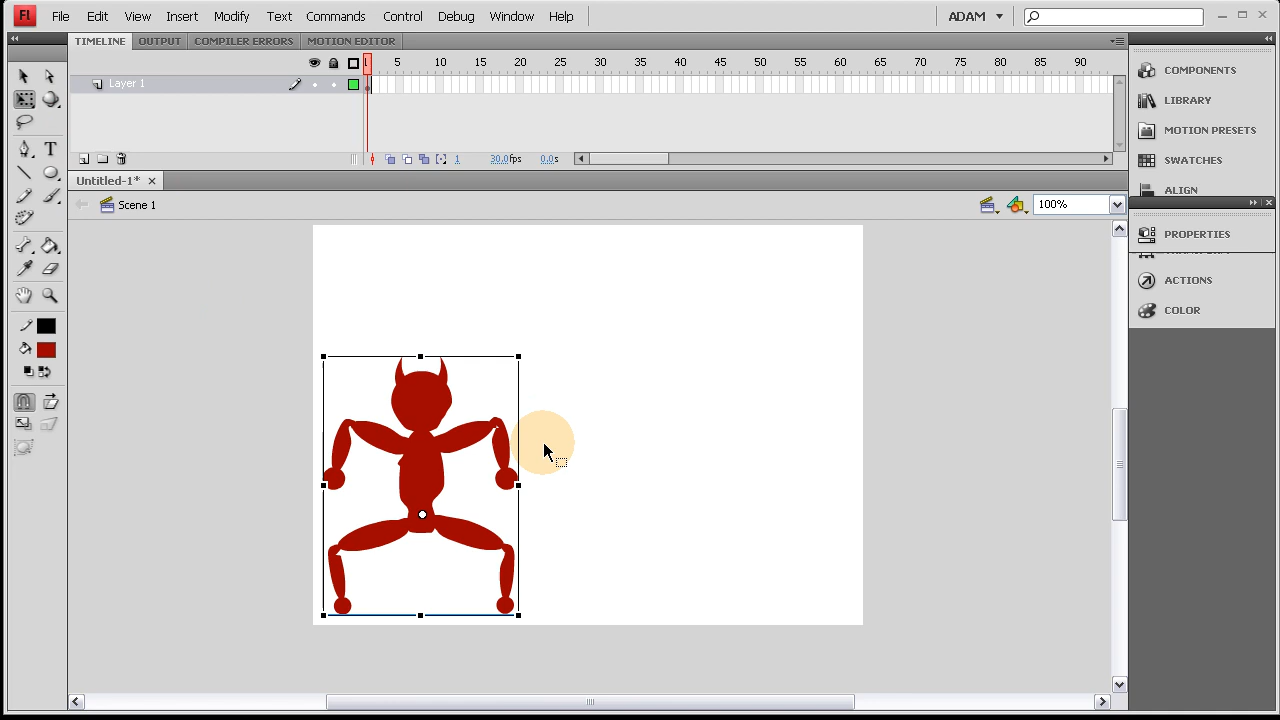 Fl File Edit View Insert Modify Text Commands Control Debug Window Help ADAM
TIMELINE OUTPUT COMPILER ERRORS MOTION EDITOR
1 5 10 15 20 25 30 35 40 45 50 55 60 65 70 75 80 85 90
Layer 1
1 30.0fps 0.0s
Untitled-1*
Scene 1 100%
COMPONENTS
LIBRARY
MOTION PRESETS
SWATCHES
ALIGN
PROPERTIES
ACTIONS
COLOR
T